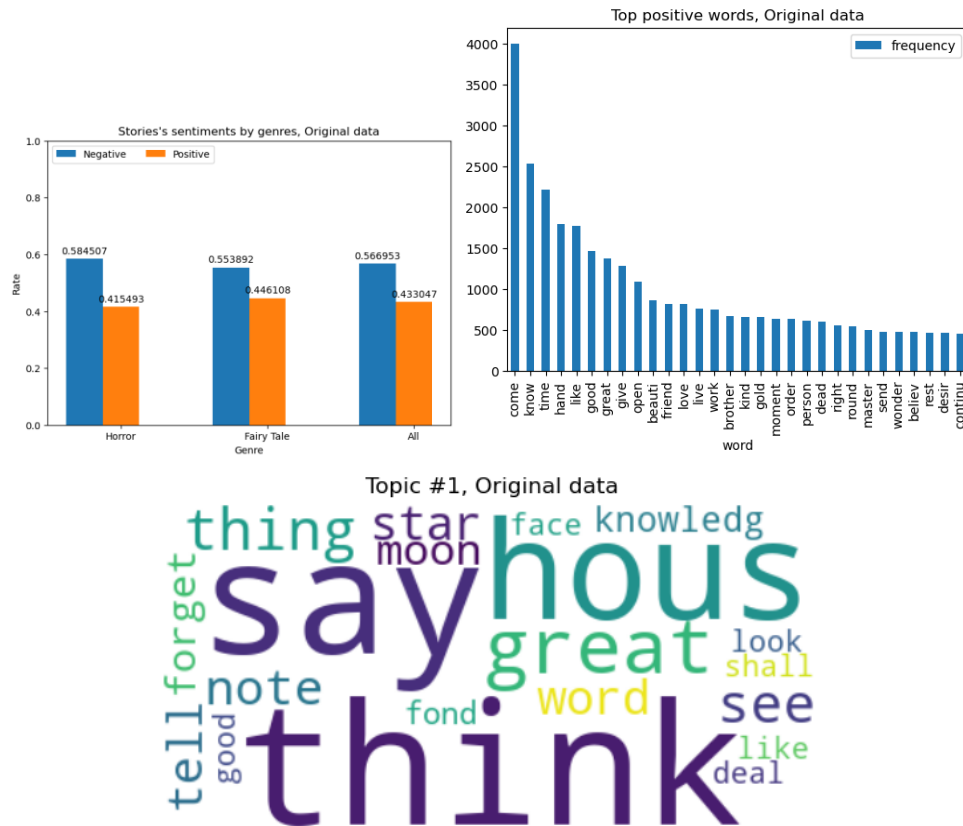 Stories's sentiments by genres, Original data
Negative Positive
1.0
0.8
0.6
0.4
0.2
0.0
Rate
0.584507
0.415493
0.553892
0.446108
0.566953
0.433047
Horror Fairy Tale All
Genre
Top positive words, Original data
frequency
4000
3500
3000
2500
2000
1500
1000
500
0
come
know
time
hand
like
good
great
give
open
beauti
friend
love
live
work
brother
kind
gold
moment
order
person
dead
right
round
master
send
wonder
believ
rest
desir
continu
word
Topic #1, Original data
thing
star
moon
face
knowledg
say
hous
forget
great
look
shall
note
word
see
fond
tell
good
think
like
deal